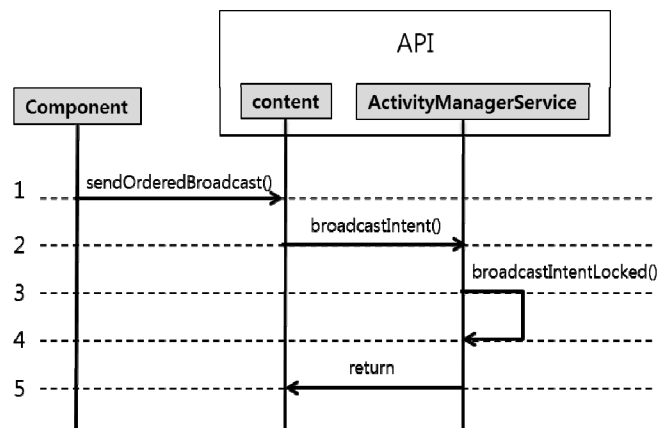 API
Component
content
ActivityManagerService
1
sendOrderedBroadcast()
2
broadcastIntent()
broadcastIntentLocked()
3
4
return
5